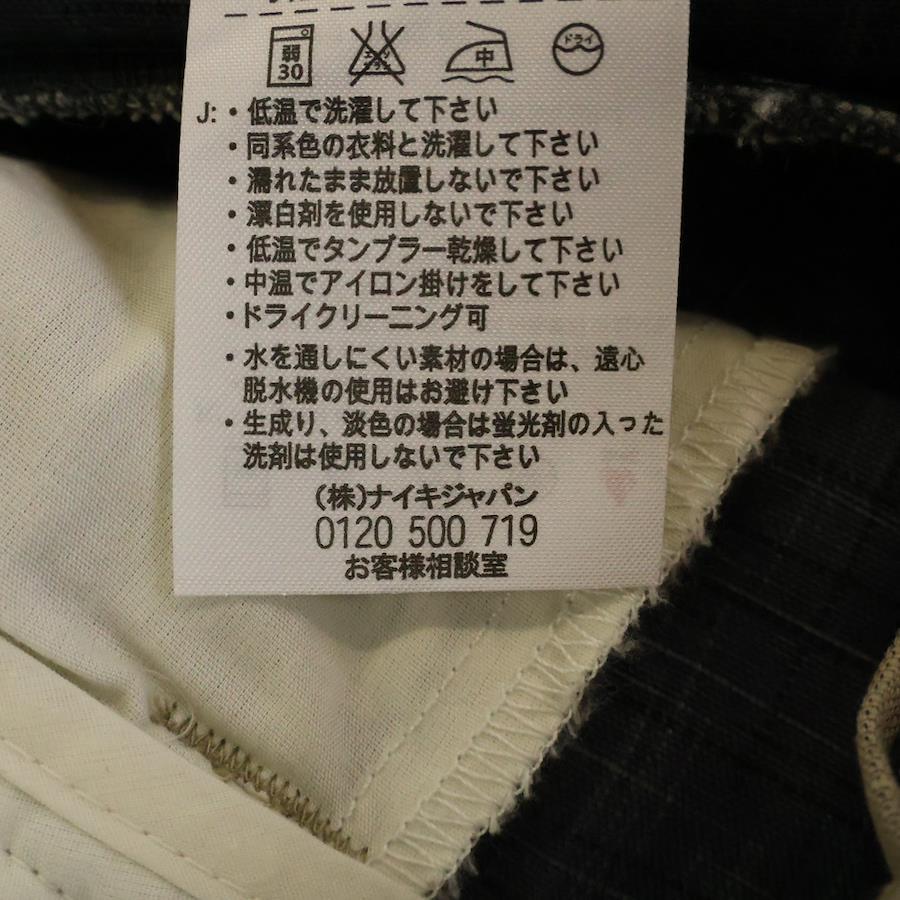 弱
30
中
ドライ
J:・低温で洗濯して下さい
・同系色の衣料と洗濯して下さい
・濡れたまま放置しないで下さい
・漂白剤を使用しないで下さい
・低温でタンブラー乾燥して下さい
・中温でアイロン掛けをして下さい
・ドライクリーニング可
・水を通しにくい素材の場合は、遠心
脱水機の使用はお避け下さい
・生成り、淡色の場合は蛍光剤の入った
洗剤は使用しないで下さい
(株)ナイキジャパン
0120 500 719
お客様相談室